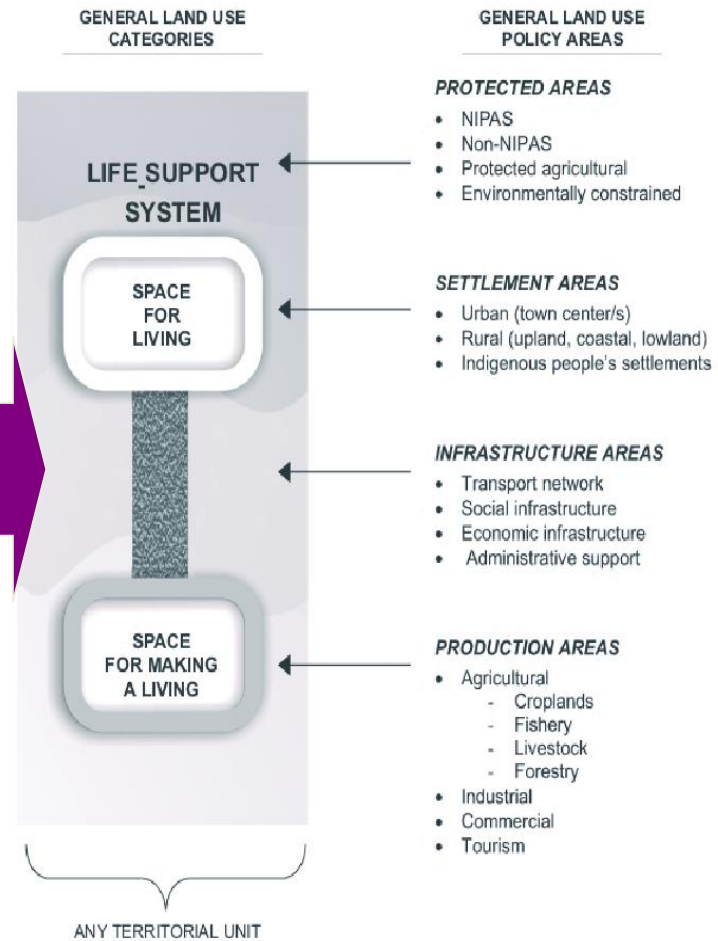 GENERAL LAND USE
CATEGORIES
LIFE_SUPPORT
SYSTEM
SPACE
FOR
LIVING
SPACE
FOR MAKING
A LIVING
ANY TERRITORIAL UNIT
GENERAL LAND USE
POLICY AREAS
PROTECTED AREAS
• NIPAS
• Non-NIPAS
• Protected agricultural
• Environmentally constrained
SETTLEMENT AREAS
• Urban (town center/s)
• Rural (upland, coastal, lowland)
• Indigenous people's settlements
INFRASTRUCTURE AREAS
• Transport network
• Social infrastructure
• Economic infrastructure
• Administrative support
PRODUCTION AREAS
• Agricultural
- Croplands
- Fishery
- Livestock
- Forestry
• Industrial
• Commercial
• Tourism